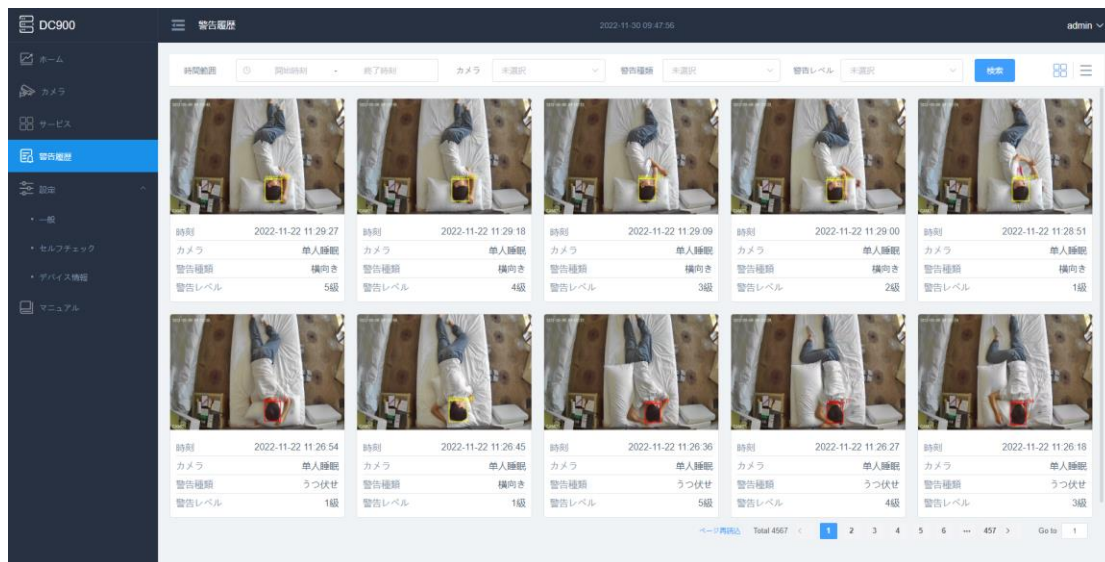 DC900
警告履歴
2022-11-30 09:47:56
admin
ホーム
カメラ
サービス
警告履歴
設定
・一般
・セルフチェック
・デバイス情報
マニュアル
時間範囲 開始時刻 - 終了時刻 カメラ 未選択 警告種類 未選択 警告レベル 未選択 検索
時刻 2022-11-22 11:29:27 時刻 2022-11-22 11:29:18 時刻 2022-11-22 11:29:09 時刻 2022-11-22 11:29:00 時刻 2022-11-22 11:28:51
カメラ 单人睡眠 カメラ 单人睡眠 カメラ 单人睡眠 カメラ 单人睡眠 カメラ 单人睡眠
警告種類 横向き 警告種類 横向き 警告種類 横向き 警告種類 横向き 警告種類 横向き
警告レベル 5級 警告レベル 4級 警告レベル 3級 警告レベル 2級 警告レベル 1級
時刻 2022-11-22 11:26:54 時刻 2022-11-22 11:26:45 時刻 2022-11-22 11:26:36 時刻 2022-11-22 11:26:27 時刻 2022-11-22 11:26:18
カメラ 单人睡眠 カメラ 单人睡眠 カメラ 单人睡眠 カメラ 单人睡眠 カメラ 单人睡眠
警告種類 うつ伏せ 警告種類 横向き 警告種類 うつ伏せ 警告種類 うつ伏せ 警告種類 うつ伏せ
警告レベル 1級 警告レベル 1級 警告レベル 5級 警告レベル 4級 警告レベル 3級
ページ再読込 Total 4567 < 1 2 3 4 5 6 ... 457 > Go to 1